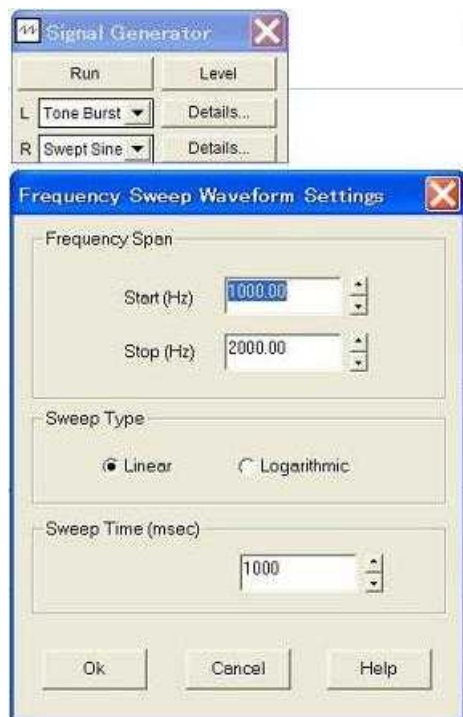 Signal Generator
Run Level
L Tone Burst Details...
R Swept Sine Details...
Frequency Sweep Waveform Settings
Frequency Span
Start (Hz) 1000.00
Stop (Hz) 2000.00
Sweep Type
Linear Logarithmic
Sweep Time (msec)
1000
Ok Cancel Help